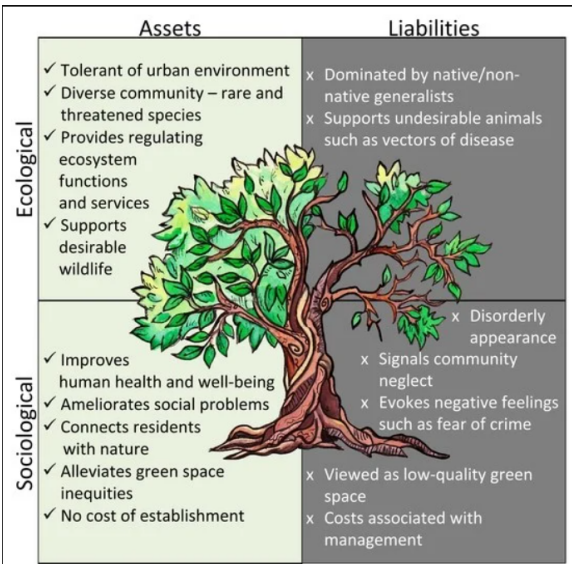 Assets
Liabilities
Ecological
✓ Tolerant of urban environment
✓ Diverse community – rare and
threatened species
✓ Provides regulating
ecosystem
functions
and services
✓ Supports
desirable
wildlife
x Dominated by native/non-
native generalists
x Supports undesirable animals
such as vectors of disease
Sociological
✓ Improves
human health and well-being
✓ Ameliorates social problems
✓ Connects residents
with nature
✓ Alleviates green space
inequities
✓ No cost of establishment
x Disorderly
appearance
x Signals community
neglect
x Evokes negative feelings
such as fear of crime
x Viewed as low-quality green
space
x Costs associated with
management